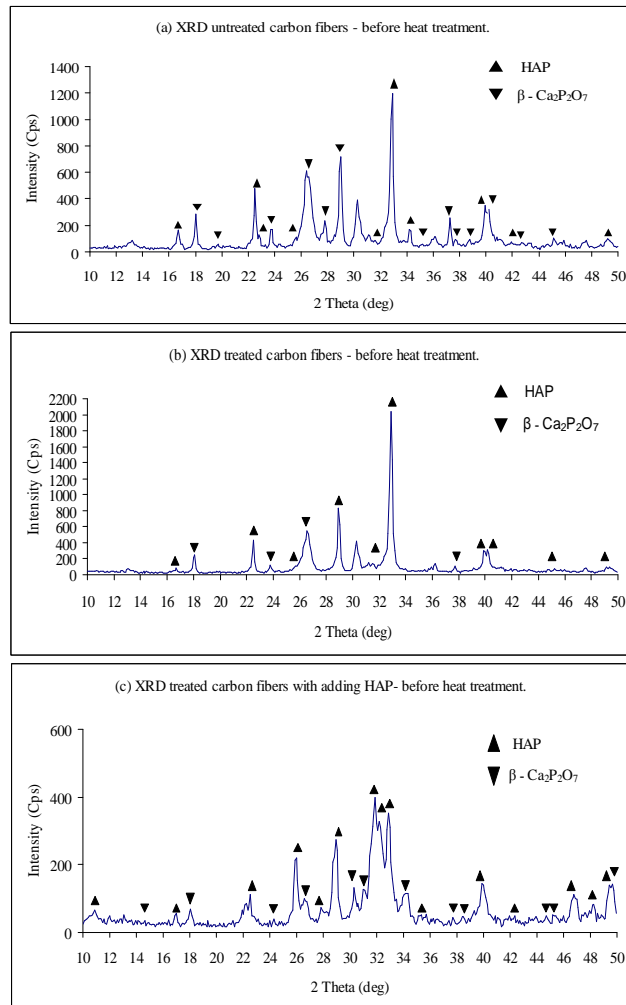 (a) XRD untreated carbon fibers - before heat treatment.
1400
1200
1000
800
600
400
200
0
Intensity (Cps)
HAP
β - Ca₂P₂O₇
10 12 14 16 18 20 22 24 26 28 30 32 34 36 38 40 42 44 46 48 50
2 Theta (deg)
(b) XRD treated carbon fibers - before heat treatment.
2200
2000
1800
1600
1400
1200
1000
800
600
400
200
0
Intensity (Cps)
HAP
β - Ca₂P₂O₇
10 12 14 16 18 20 22 24 26 28 30 32 34 36 38 40 42 44 46 48 50
2 Theta (deg)
(c) XRD treated carbon fibers with adding HAP- before heat treatment.
600
400
200
0
Intensity (Cps)
HAP
β - Ca₂P₂O₇
10 12 14 16 18 20 22 24 26 28 30 32 34 36 38 40 42 44 46 48 50
2 Theta (deg)